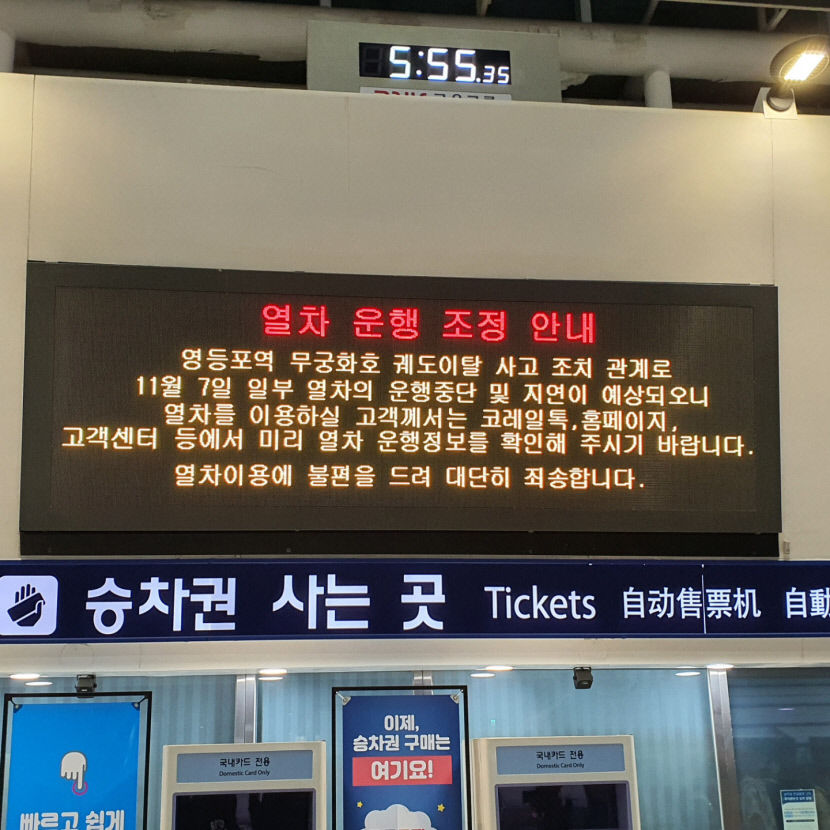 5:55.35
열차 운행 조정 안내
영등포역 무궁화호 궤도이탈 사고 조치 관계로
11월 7일 일부 열차의 운행중단 및 지연이 예상되오니
열차를 이용하실 고객께서는 코레일톡,홈페이지,
고객센터 등에서 미리 열차 운행정보를 확인해 주시기 바랍니다.
열차이용에 불편을 드려 대단히 죄송합니다.
승차권 사는 곳 Tickets 自动售票机 自動
빠르고 쉽게
이제,
승차권 구매는
여기요!
국내카드 전용
Domestic Card Only
국내카드 전용
Domestic Card Only